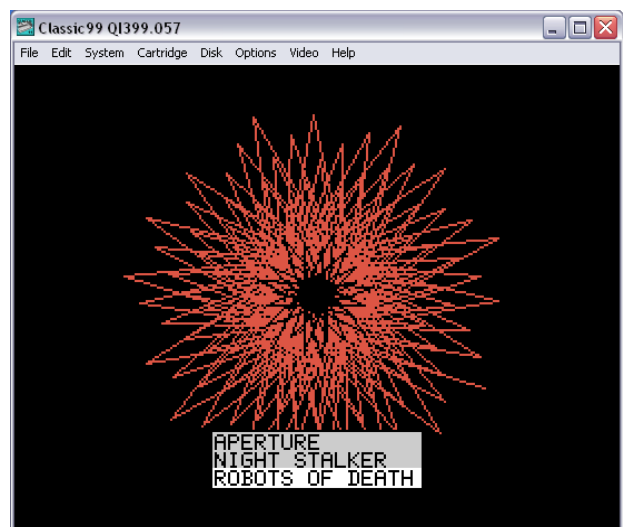 Classic99 QI399.057
File Edit System Cartridge Disk Options Video Help
APERTURE
NIGHT STALKER
ROBOTS OF DEATH